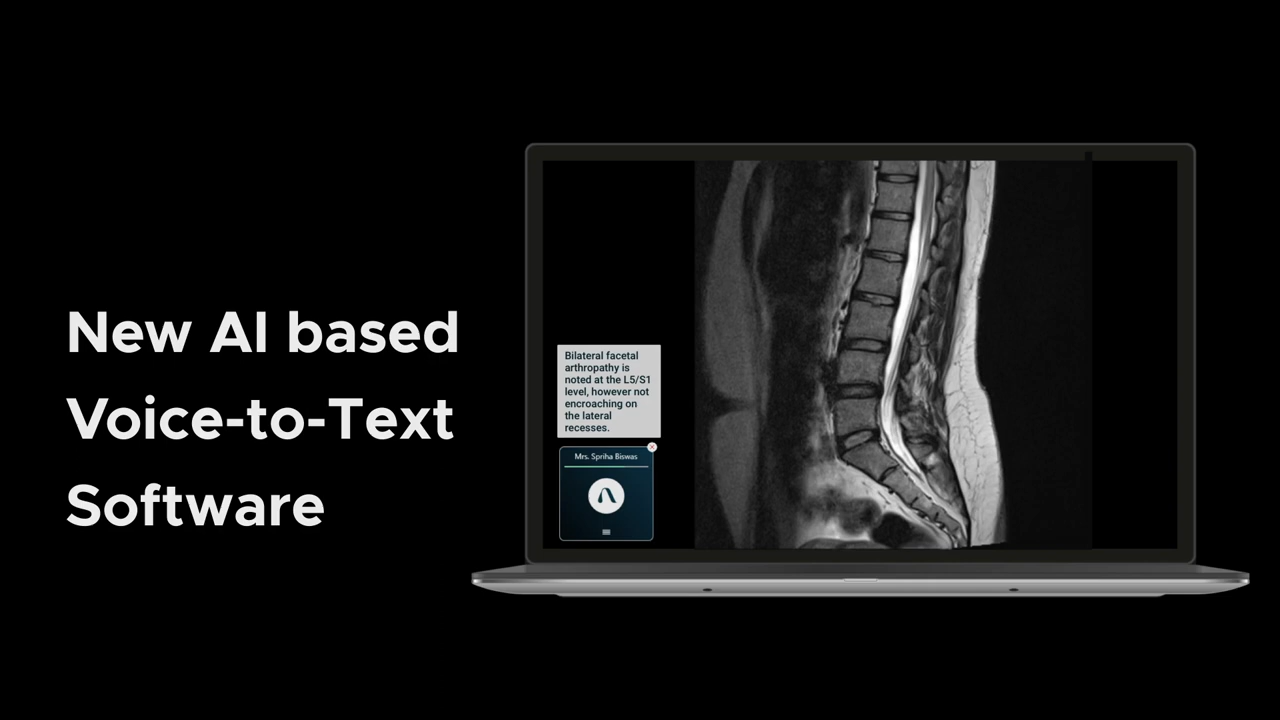 New AI based
Voice-to-Text
Software
Bilateral facetal
arthropathy is
noted at the L5/S1
level, however not
encroaching on
the lateral
recesses.
Mrs. Spriha Biswas